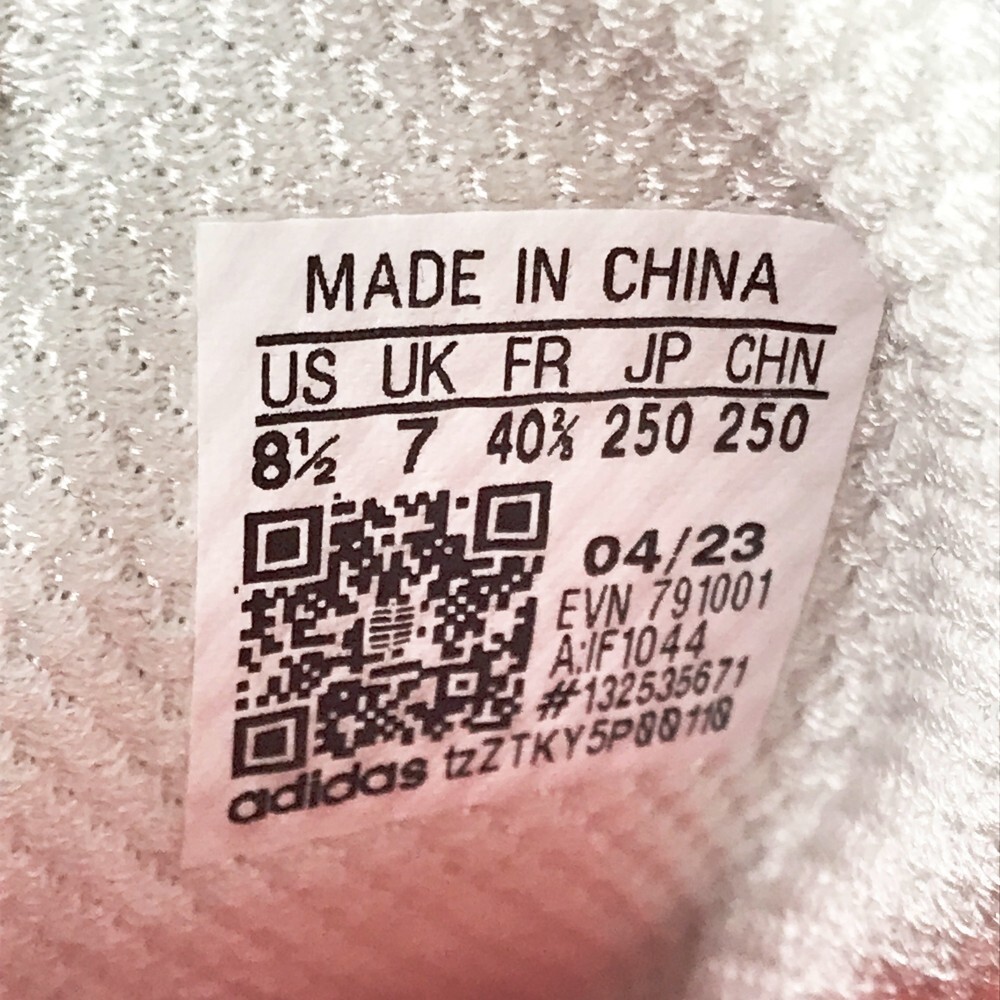 MADE IN CHINA
US UK FR JP CHN
8½ 7 40⅔ 250 250
04/23
EVN 791001
A:IF1044
#132535671
adidas tzZTKY5P00110